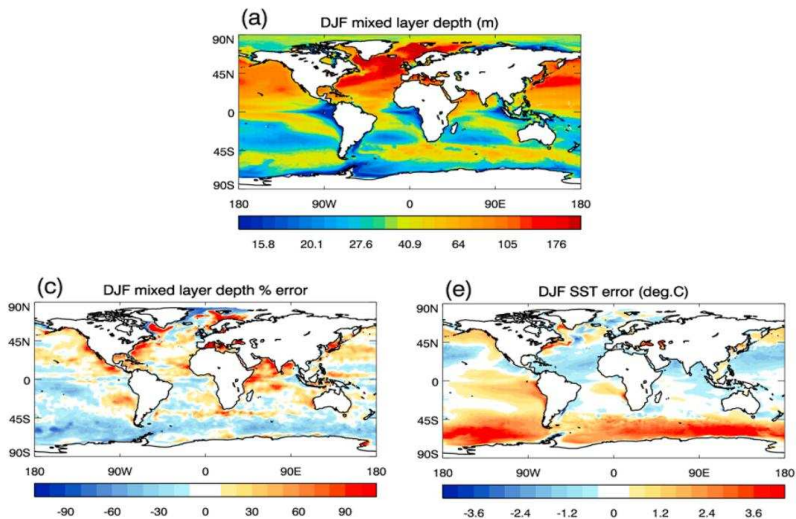 (a) DJF mixed layer depth (m)
90N
45N
0
45S
90S
180 90W 0 90E 180
15.8 20.1 27.6 40.9 64 105 176
(c) DJF mixed layer depth % error
90N
45N
0
45S
90S
180 90W 0 90E 180
-90 -60 -30 0 30 60 90
(e) DJF SST error (deg.C)
90N
45N
0
45S
90S
180 90W 0 90E 180
-3.6 -2.4 -1.2 0 1.2 2.4 3.6